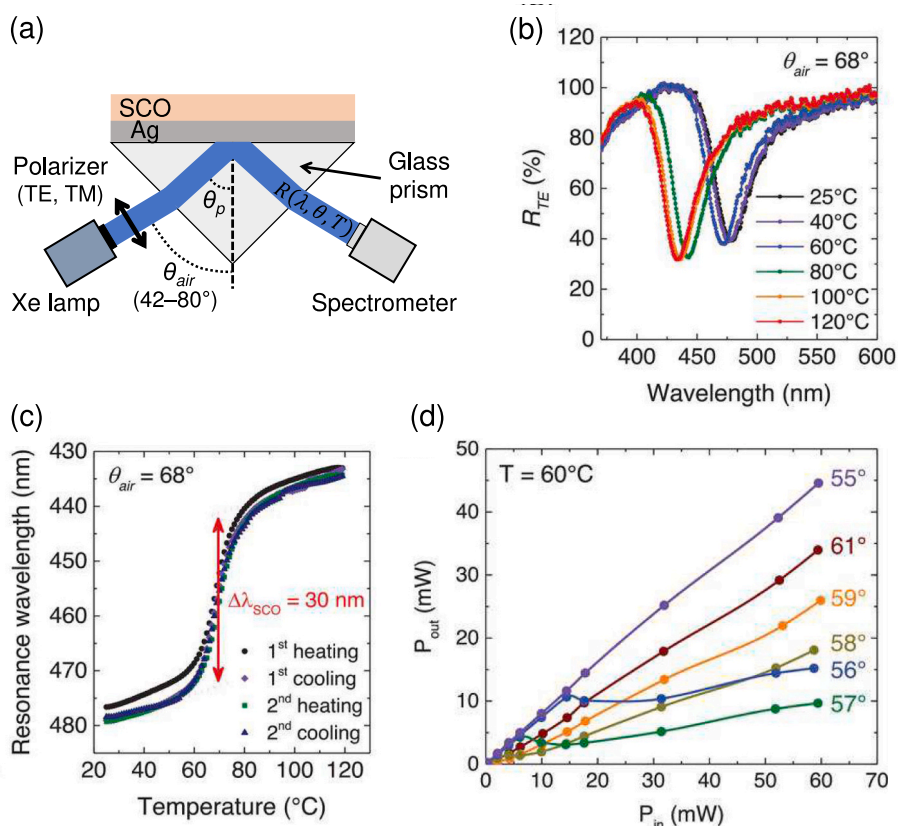 (a)
SCO
Ag
Polarizer
(TE, TM)
Glass
prism
θp
R(λ, θ, T)
θair
(42–80°)
Xe lamp
Spectrometer
(b)
θair = 68°
RTE (%)
120
100
80
60
40
20
0
25°C
40°C
60°C
80°C
100°C
120°C
400 450 500 550 600
Wavelength (nm)
(c)
θair = 68°
Resonance wavelength (nm)
430
440
450
460
470
480
ΔλSCO = 30 nm
1st heating
1st cooling
2nd heating
2nd cooling
20 40 60 80 100 120
Temperature (°C)
(d)
T = 60°C
Pout (mW)
50
40
30
20
10
0
55°
61°
59°
58°
56°
57°
0 10 20 30 40 50 60 70
Pin (mW)